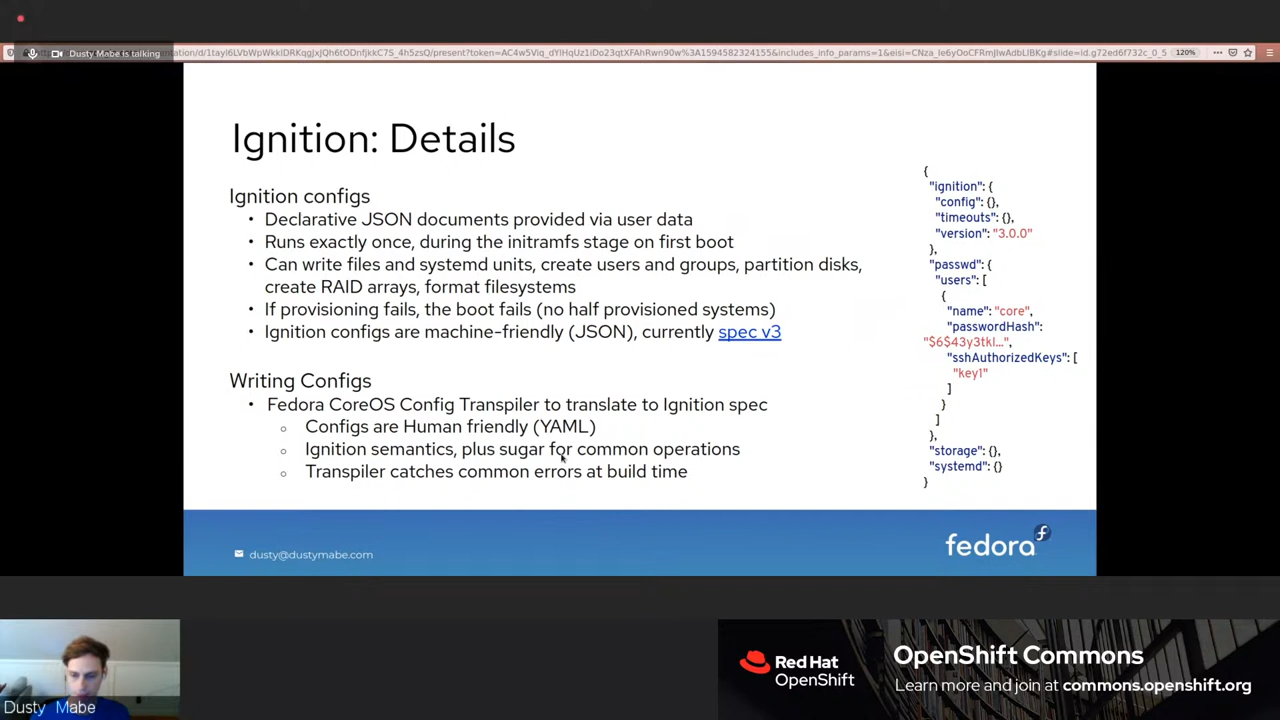 Dusty Mabe is talking
120%
Ignition: Details
Ignition configs
• Declarative JSON documents provided via user data
• Runs exactly once, during the initramfs stage on first boot
• Can write files and systemd units, create users and groups, partition disks,
create RAID arrays, format filesystems
• If provisioning fails, the boot fails (no half provisioned systems)
• Ignition configs are machine-friendly (JSON), currently spec v3
Writing Configs
• Fedora CoreOS Config Transpiler to translate to Ignition spec
○ Configs are Human friendly (YAML)
○ Ignition semantics, plus sugar for common operations
○ Transpiler catches common errors at build time
{
"ignition": {
"config": {},
"timeouts": {},
"version": "3.0.0"
},
"passwd": {
"users": [
{
"name": "core",
"passwordHash":
"$6$43y3tkl...",
"sshAuthorizedKeys": [
"key1"
]
}
]
},
"storage": {},
"systemd": {}
}
dusty@dustymabe.com
fedora
Dusty Mabe
Red Hat
OpenShift
OpenShift Commons
Learn more and join at commons.openshift.org